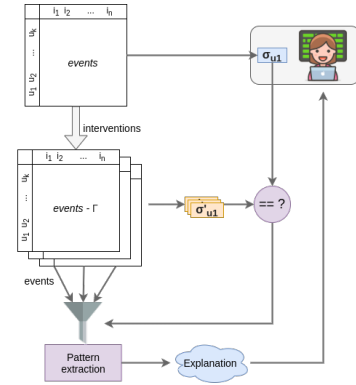 i1 i2 ... in
u1 u2 ... uk
events
σu1
interventions
i1 i2 ... in
u1 u2 ... uk
events - Γ
σ'u1
== ?
events
Pattern
extraction
Explanation